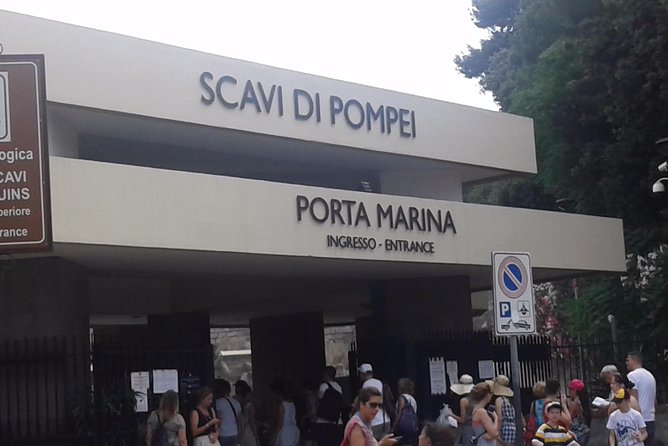 SCAVI DI POMPEI
PORTA MARINA
INGRESSO - ENTRANCE
ogica
CAVI
UINS
periore
rance
P